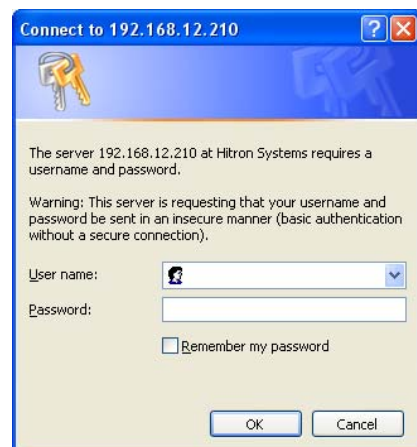 Connect to 192.168.12.210
The server 192.168.12.210 at Hitron Systems requires a
username and password.
Warning: This server is requesting that your username and
password be sent in an insecure manner (basic authentication
without a secure connection).
User name:
Password:
Remember my password
OK Cancel